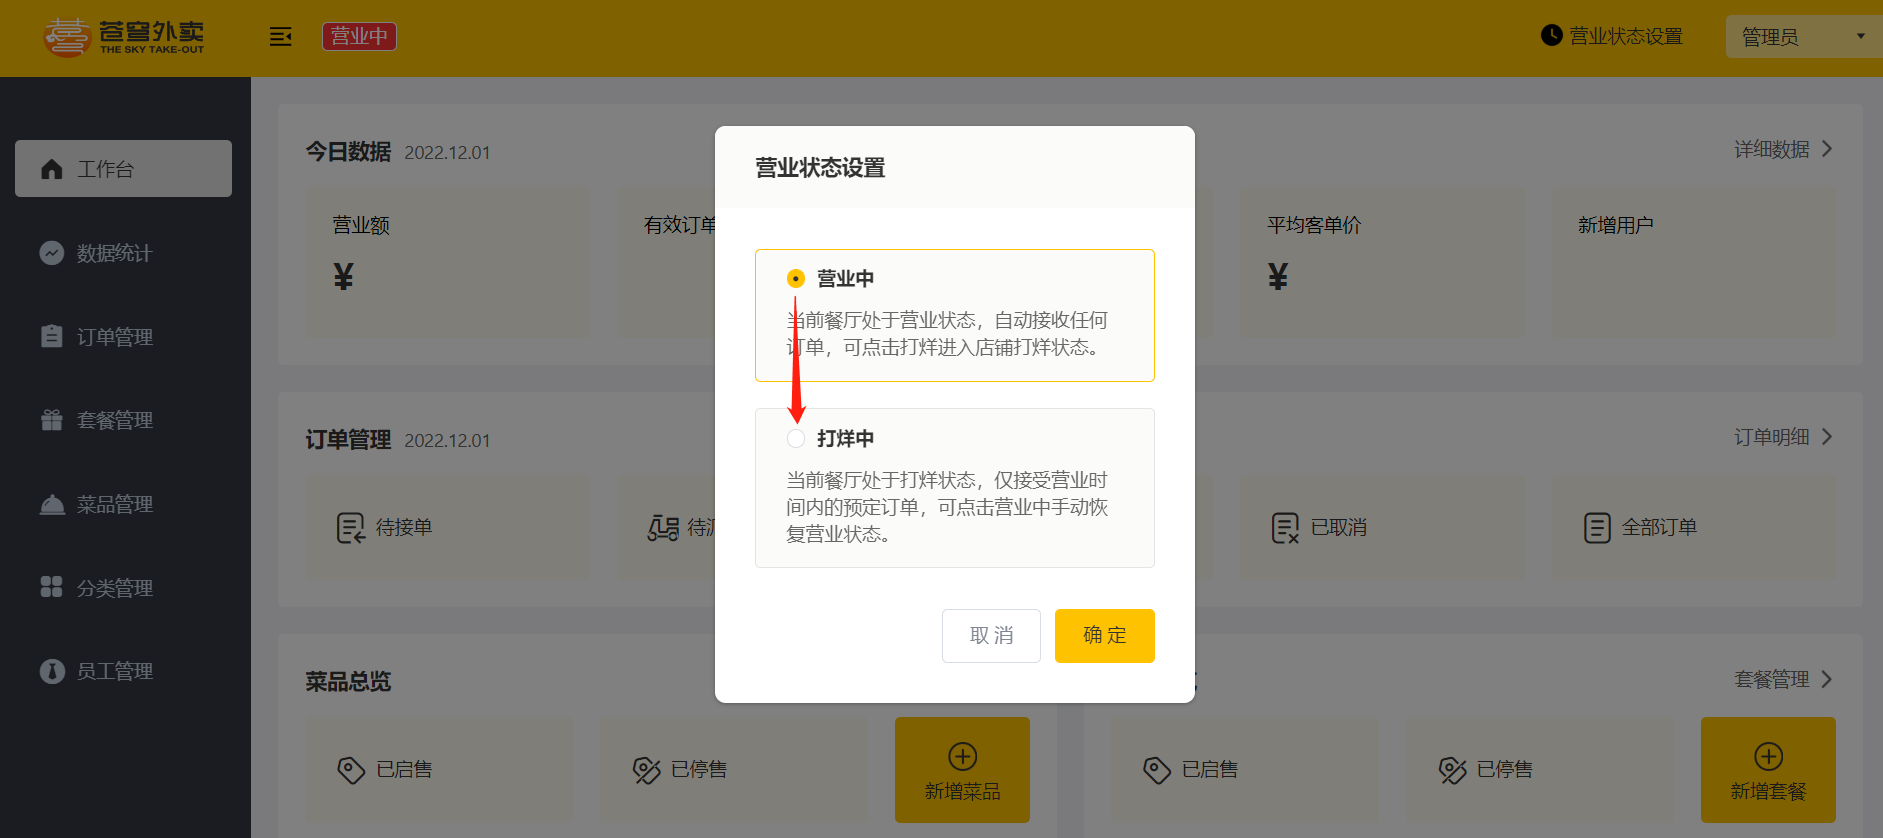 苍穹外卖
THE SKY TAKE-OUT
营业中
营业状态设置
管理员
工作台
数据统计
订单管理
套餐管理
菜品管理
分类管理
员工管理
今日数据 2022.12.01
详细数据
营业额
¥
有效订单
平均客单价
¥
新增用户
订单管理 2022.12.01
订单明细
待接单
待派
已取消
全部订单
菜品总览
套餐管理
已启售
已停售
新增菜品
已启售
已停售
新增套餐
营业状态设置
营业中
当前餐厅处于营业状态，自动接收任何
订单，可点击打烊进入店铺打烊状态。
打烊中
当前餐厅处于打烊状态，仅接受营业时
间内的预定订单，可点击营业中手动恢
复营业状态。
取 消
确 定